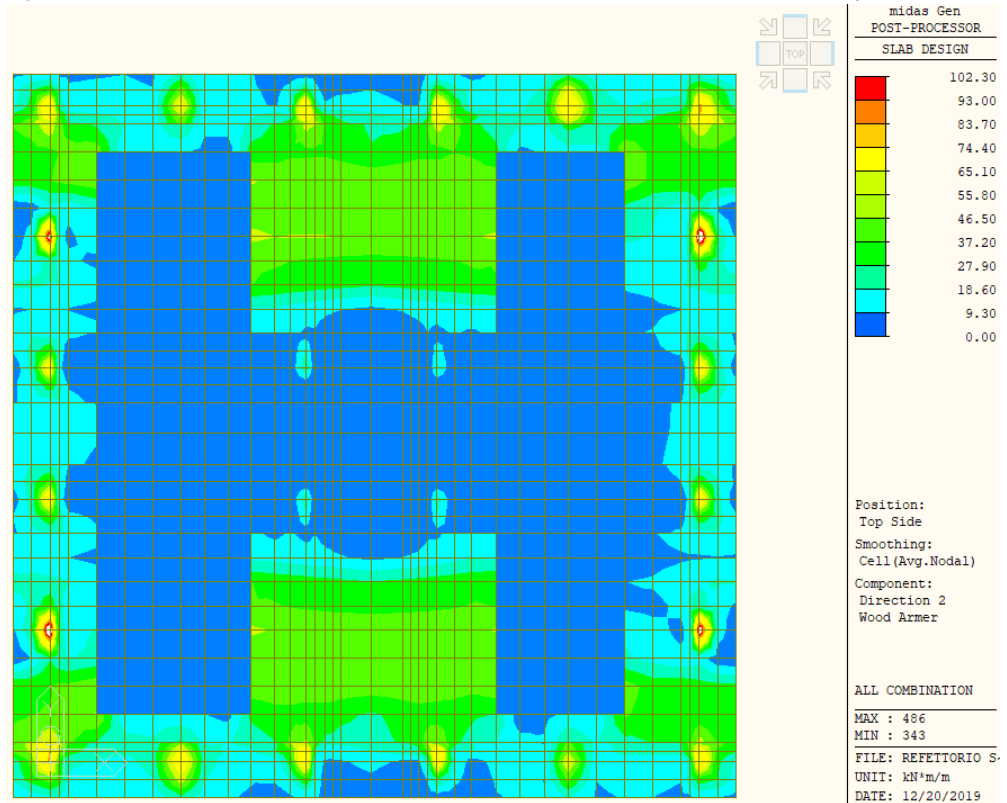 TOP
midas Gen
POST-PROCESSOR
SLAB DESIGN
102.30
93.00
83.70
74.40
65.10
55.80
46.50
37.20
27.90
18.60
9.30
0.00
Position:
Top Side
Smoothing:
Cell(Avg.Nodal)
Component:
Direction 2
Wood Armer
ALL COMBINATION
MAX : 486
MIN : 343
FILE: REFETTORIO S~
UNIT: kN*m/m
DATE: 12/20/2019
Y
X